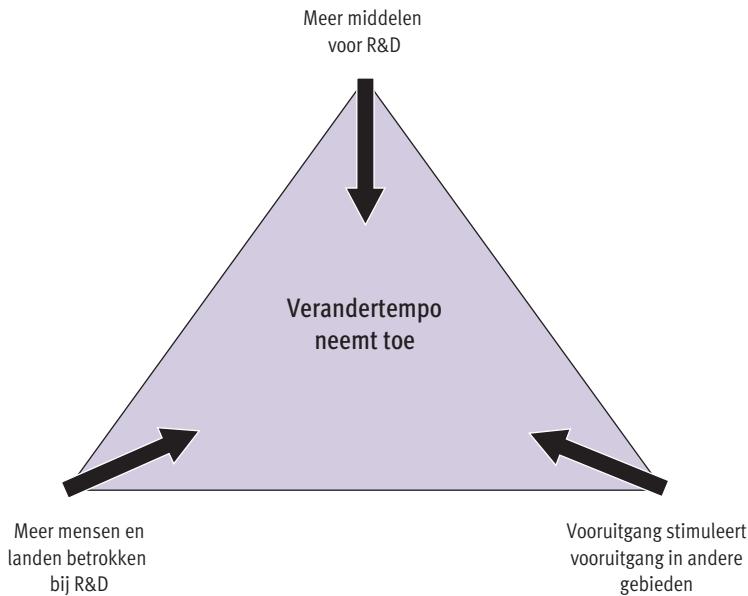 Meer middelen
voor R&D
Verandertempo
neemt toe
Meer mensen en
landen betrokken
bij R&D
Vooruitgang stimuleert
vooruitgang in andere
gebieden